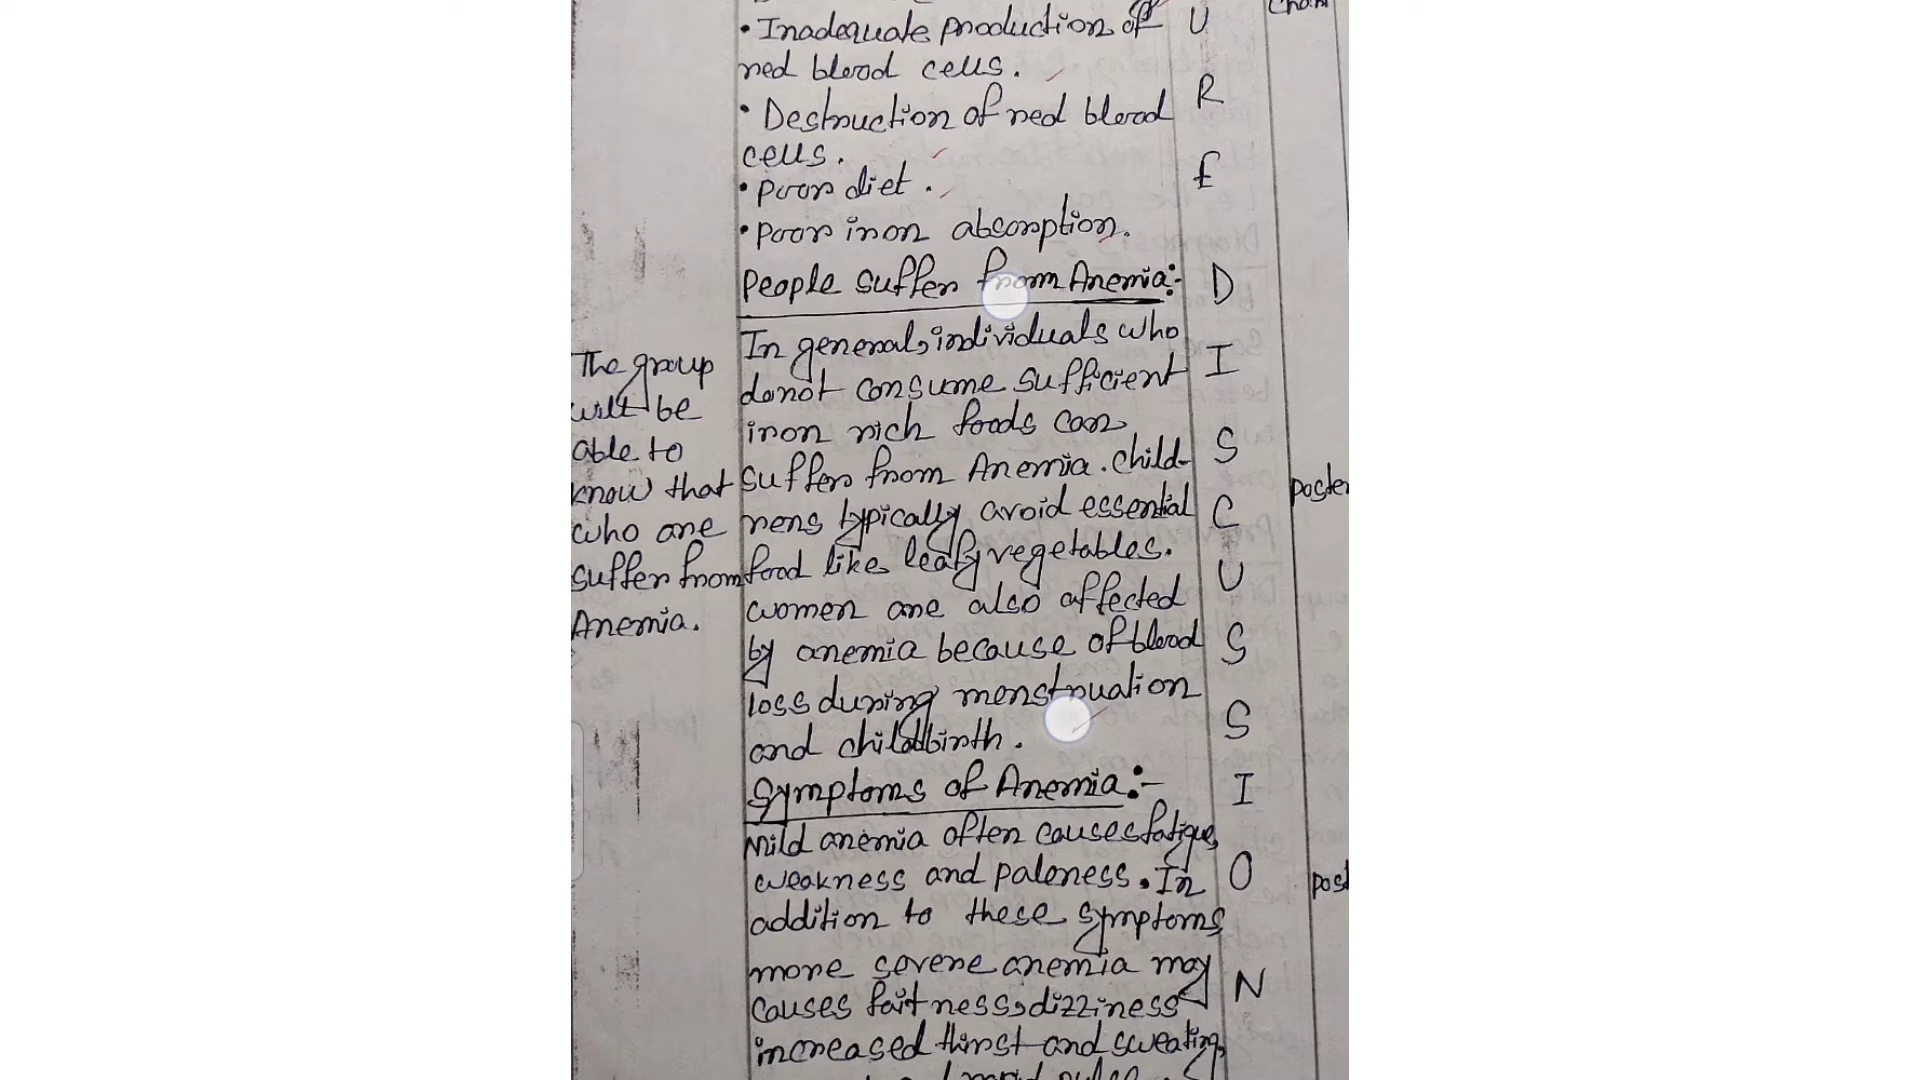 Chart
• Inadequate production of
red blood cells.
• Destruction of red blood
cells.
• Poor diet.
• Poor iron absorption.
People suffer from Anemia:-
In general, individuals who
donot consume sufficient
iron rich foods can
suffer from Anemia. Child-
rens typically avoid essential
food like leafy vegetables.
women are also affected
by anemia because of blood
loss during menstruation
and childbirth.
Symptoms of Anemia:-
Mild anemia often causes fatigue,
weakness and paleness. In
addition to these symptoms,
more severe anemia may
causes faitness, dizziness
increased thirst and sweating,
rapid pulse.
The group
will be
able to
know that
who are
suffer from
Anemia.
U
R
E
D
I
S
C
U
S
S
I
O
N
poster
post